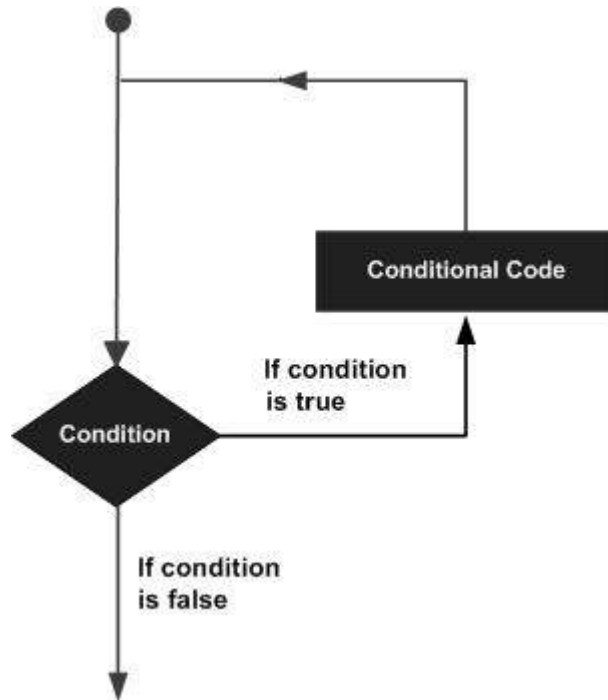 Conditional Code
If condition
is true
Condition
If condition
is false